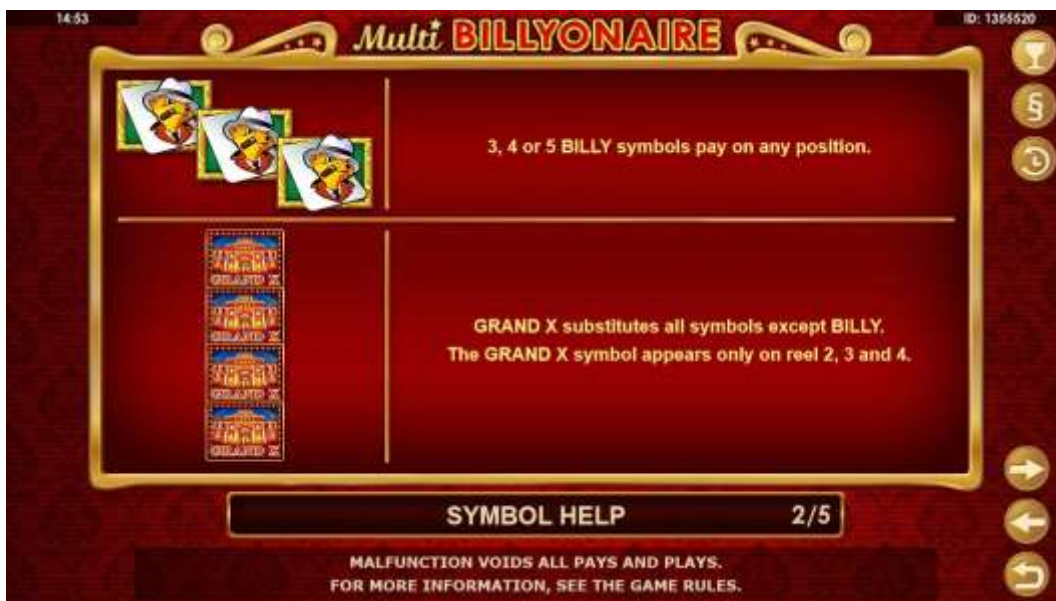 14:53
ID: 1355520
Multi BILLYONAIRE
3, 4 or 5 BILLY symbols pay on any position.
GRAND X
GRAND X
GRAND X
GRAND X
GRAND X substitutes all symbols except BILLY.
The GRAND X symbol appears only on reel 2, 3 and 4.
SYMBOL HELP 2/5
MALFUNCTION VOIDS ALL PAYS AND PLAYS.
FOR MORE INFORMATION, SEE THE GAME RULES.